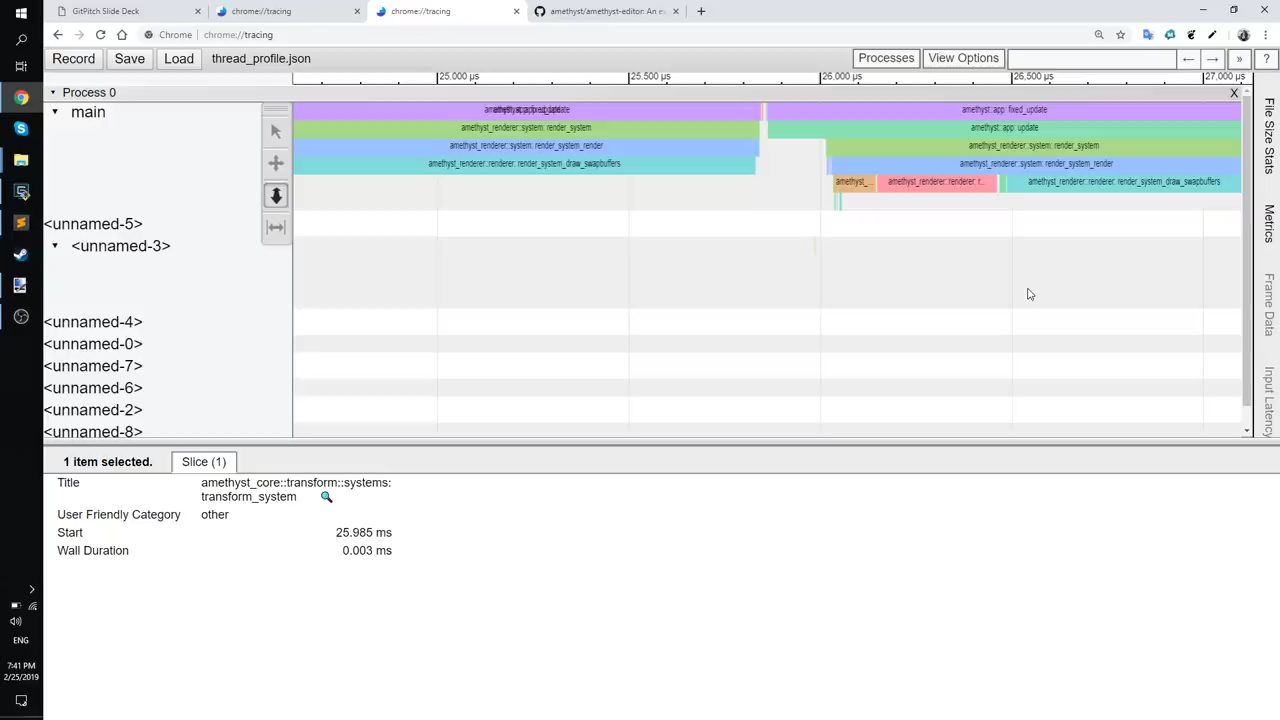 GitPitch Slide Deck
chrome://tracing
chrome://tracing
amethyst/amethyst-editor: An e
Chrome
chrome://tracing
Record
Save
Load
thread_profile.json
Processes
View Options
←
→
»
?
25.000 µs
25.500 µs
26.000 µs
26.500 µs
27.000 µs
Process 0
X
main
amethyst::app: fixed_update
amethyst_renderer::system: render_system
amethyst::app: update
amethyst_renderer::system: render_system
amethyst_renderer::system: render_system_render
amethyst_renderer::system: render_system_render
amethyst_renderer::renderer: render_system_draw_swapbuffers
amethyst_...
amethyst_renderer::renderer: r...
amethyst_renderer::renderer: render_system_draw_swapbuffers
<unnamed-5>
<unnamed-3>
<unnamed-4>
<unnamed-0>
<unnamed-7>
<unnamed-6>
<unnamed-2>
<unnamed-8>
File Size Stats
Metrics
Frame Data
Input Latency
1 item selected.
Slice (1)
Title
amethyst_core::transform::systems:
transform_system
User Friendly Category
other
Start
25.985 ms
Wall Duration
0.003 ms
ENG
7:41 PM
2/25/2019